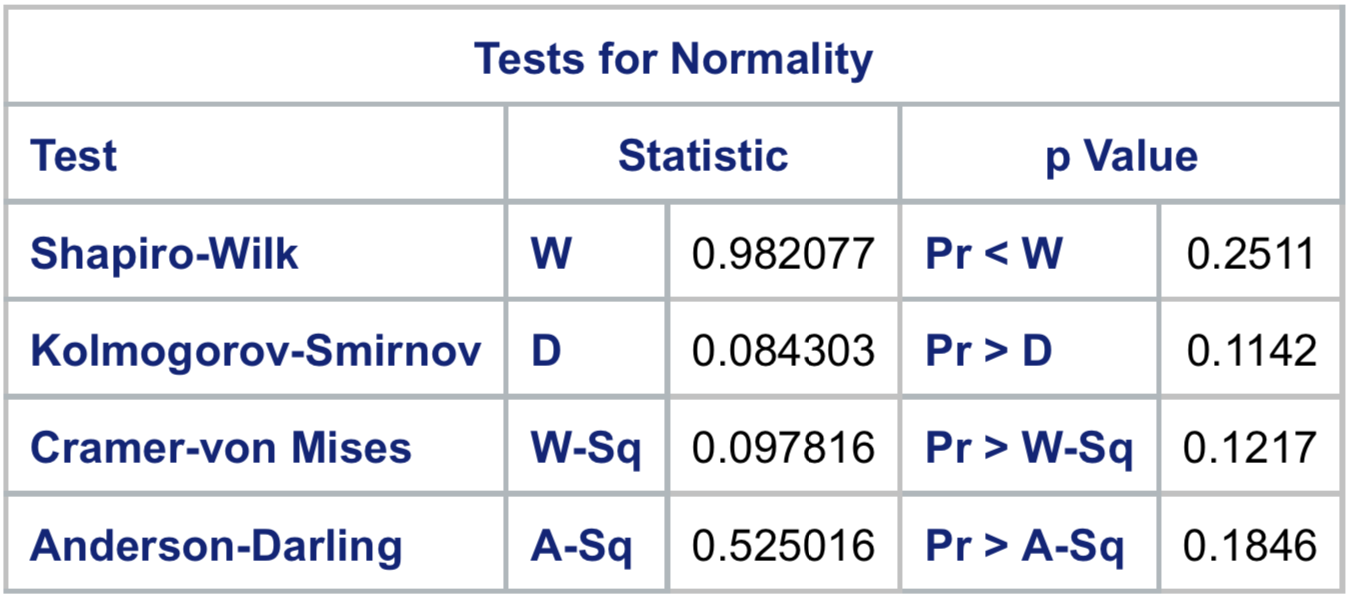 Tests for Normality
Test Statistic p Value
Shapiro-Wilk W 0.982077 Pr < W 0.2511
Kolmogorov-Smirnov D 0.084303 Pr > D 0.1142
Cramer-von Mises W-Sq 0.097816 Pr > W-Sq 0.1217
Anderson-Darling A-Sq 0.525016 Pr > A-Sq 0.1846